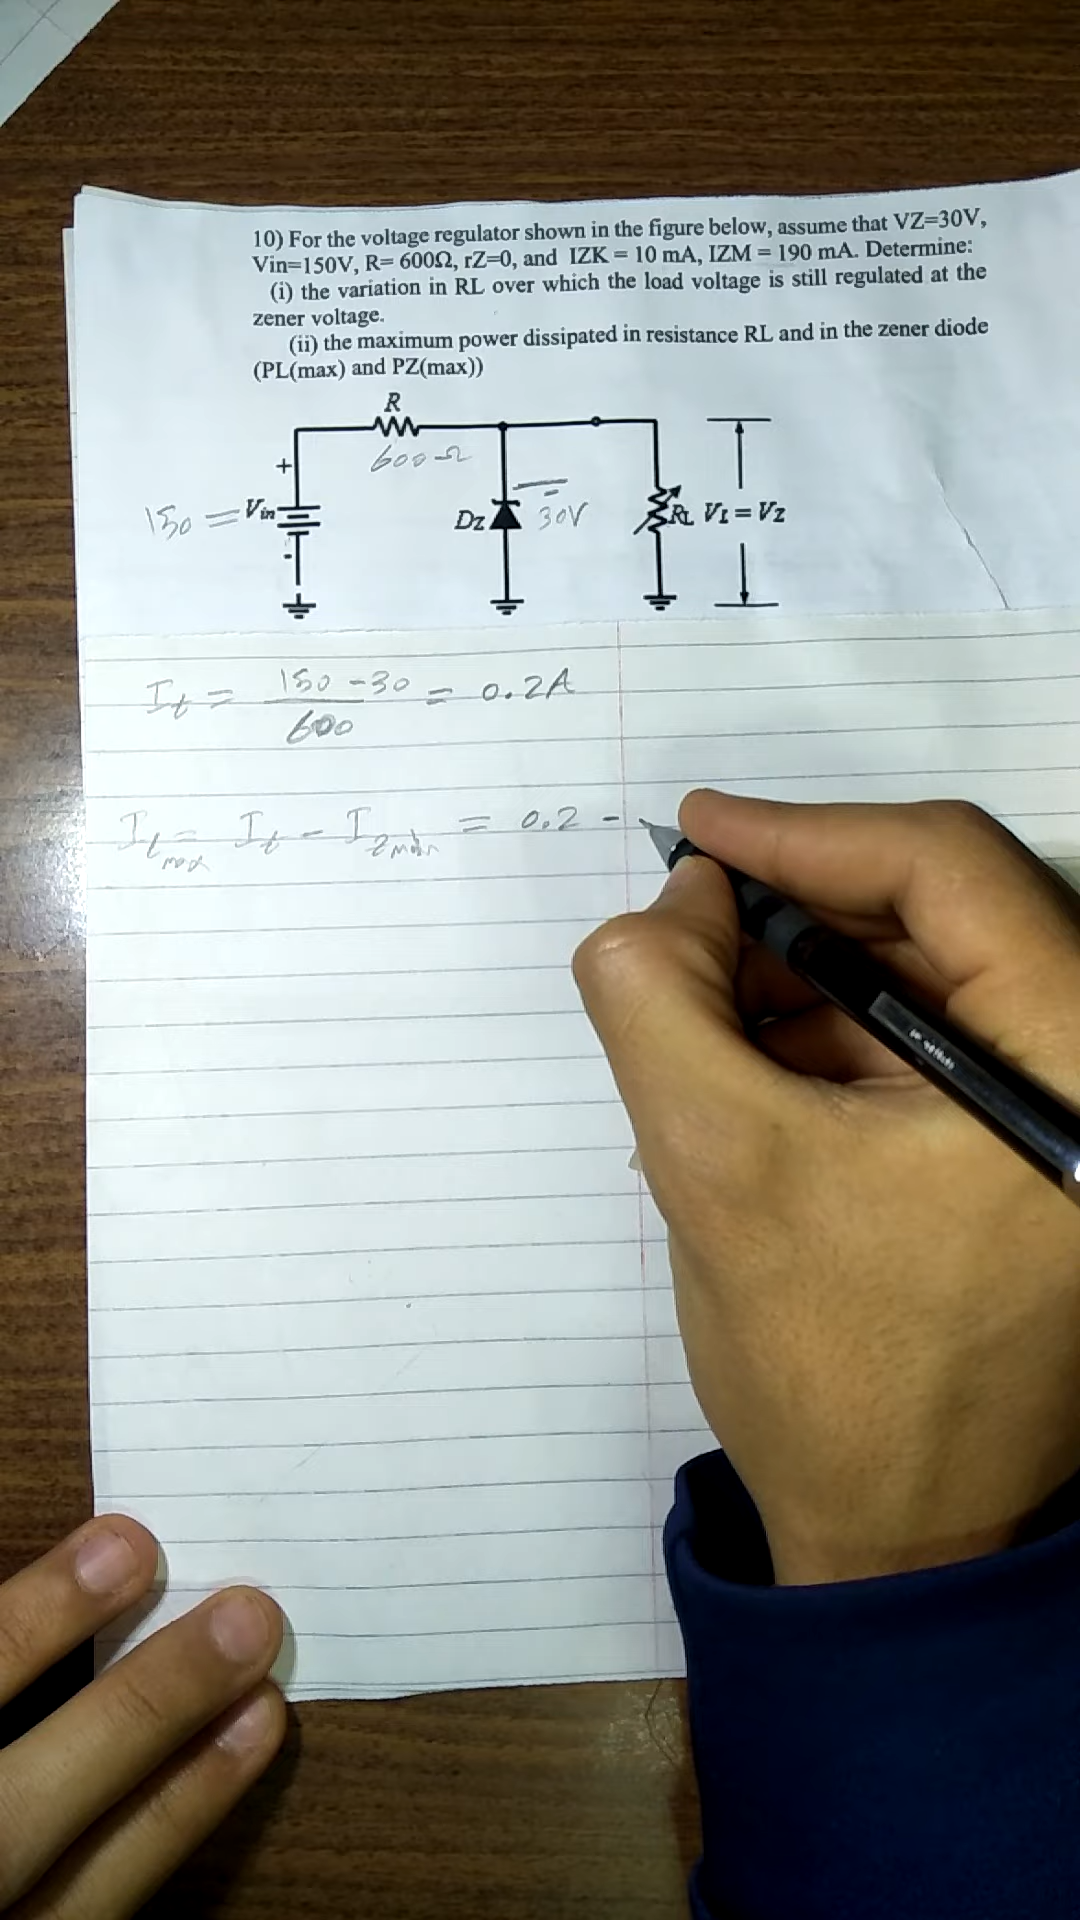 10) For the voltage regulator shown in the figure below, assume that VZ=30V,
Vin=150V, R= 600Ω, rZ=0, and IZK = 10 mA, IZM = 190 mA. Determine:
(i) the variation in RL over which the load voltage is still regulated at the
zener voltage.
(ii) the maximum power dissipated in resistance RL and in the zener diode
(PL(max) and PZ(max))
R
600Ω
+
150 = Vin
-
Dz
30V
RL
VL = VZ
It = 150 - 30 / 600 = 0.2A
ILmax = It - Izmin = 0.2 -